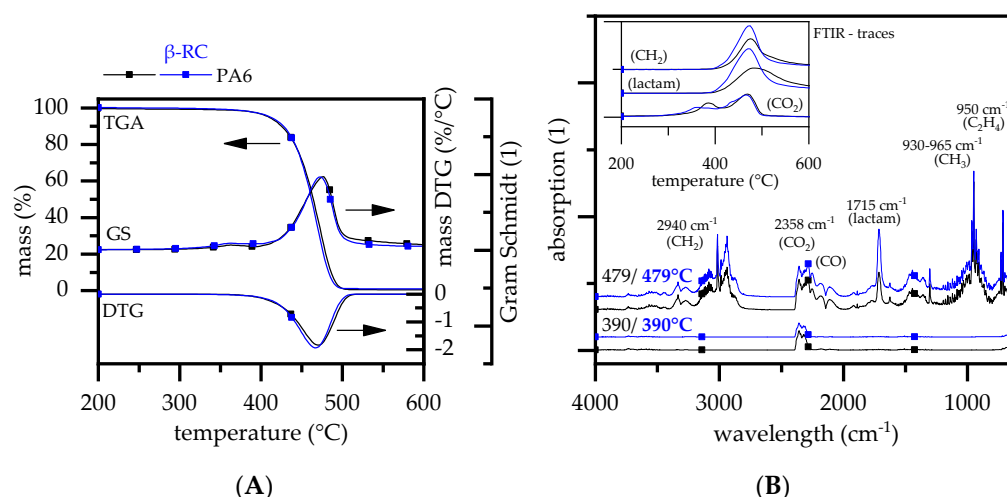 β-RC
PA6
100
80
60
40
20
0
mass (%)
TGA
GS
DTG
0
-1
-2
mass DTG (%/°C)
Gram Schmidt (1)
200 300 400 500 600
temperature (°C)
(A)
FTIR - traces
(CH2)
(lactam)
(CO2)
200 400 600
temperature (°C)
950 cm-1
(C2H4)
930-965 cm-1
(CH3)
1715 cm-1
(lactam)
2940 cm-1
(CH2)
2358 cm-1
(CO2)
(CO)
479/ 479°C
390/ 390°C
absorption (1)
4000 3000 2000 1000
wavelength (cm-1)
(B)